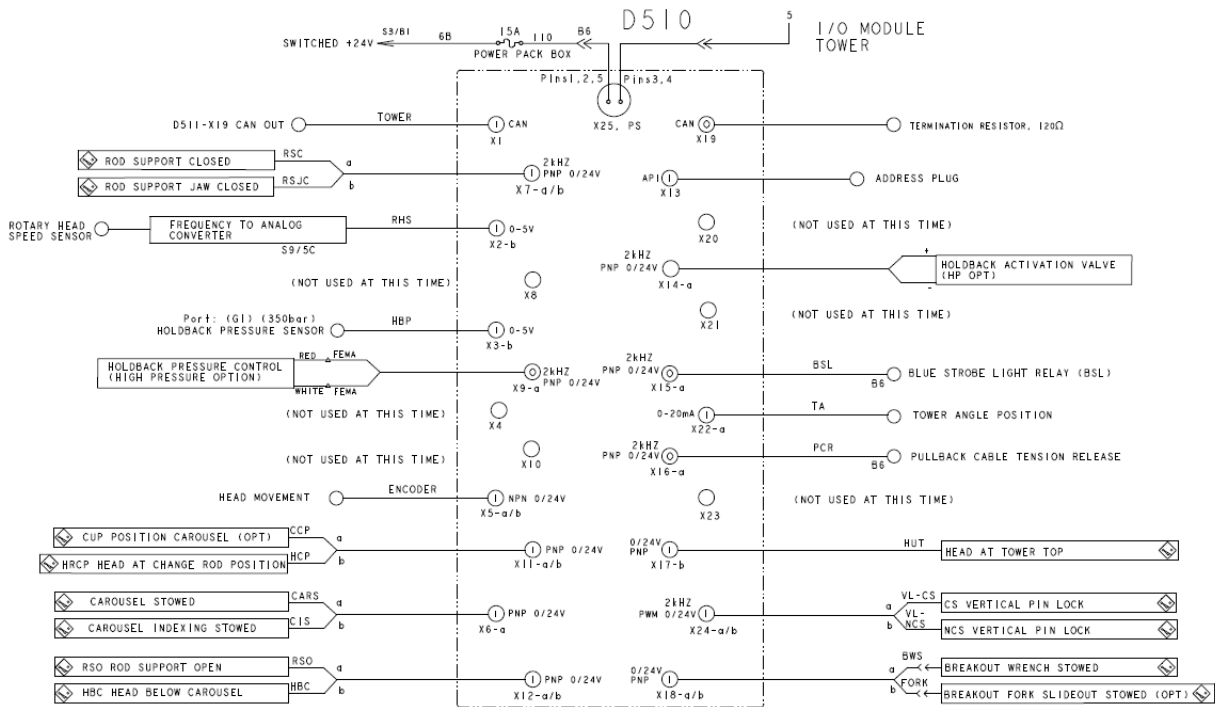 D510
I/O MODULE
TOWER
5
SWITCHED +24V
S3/B1
6B
15A
110
B6
POWER PACK BOX
Pins1,2,5
Pins3,4
X25, PS
D511-X19 CAN OUT
TOWER
CAN
X1
CAN
X19
TERMINATION RESISTOR, 120Ω
ROD SUPPORT CLOSED
RSC
a
ROD SUPPORT JAW CLOSED
RSJC
b
2kHZ
PNP 0/24V
X7-a/b
API
X13
ADDRESS PLUG
ROTARY HEAD
SPEED SENSOR
FREQUENCY TO ANALOG
CONVERTER
S9/5C
RHS
0-5V
X2-b
X20
(NOT USED AT THIS TIME)
(NOT USED AT THIS TIME)
X8
2kHZ
PNP 0/24V
X14-a
+
-
HOLDBACK ACTIVATION VALVE
(HP OPT)
Port: (G1) (350bar)
HOLDBACK PRESSURE SENSOR
HBP
0-5V
X3-b
X21
(NOT USED AT THIS TIME)
HOLDBACK PRESSURE CONTROL
(HIGH PRESSURE OPTION)
RED
FEMA
WHITE
FEMA
2kHZ
PNP 0/24V
X9-a
2kHZ
PNP 0/24V
X15-a
BSL
B6
BLUE STROBE LIGHT RELAY (BSL)
(NOT USED AT THIS TIME)
X4
0-20mA
X22-a
TA
TOWER ANGLE POSITION
(NOT USED AT THIS TIME)
X10
2kHZ
PNP 0/24V
X16-a
PCR
B6
PULLBACK CABLE TENSION RELEASE
HEAD MOVEMENT
ENCODER
NPN 0/24V
X5-a/b
X23
(NOT USED AT THIS TIME)
CUP POSITION CAROUSEL (OPT)
CCP
a
HRCP HEAD AT CHANGE ROD POSITION
HCP
b
PNP 0/24V
X11-a/b
0/24V
PNP
X17-b
HUT
HEAD AT TOWER TOP
CAROUSEL STOWED
CARS
a
CAROUSEL INDEXING STOWED
CIS
b
PNP 0/24V
X6-a
2kHZ
PWM 0/24V
X24-a/b
a
VL-CS
CS VERTICAL PIN LOCK
b
VL-
NCS
NCS VERTICAL PIN LOCK
RSO ROD SUPPORT OPEN
RSO
a
HBC HEAD BELOW CAROUSEL
HBC
b
PNP 0/24V
X12-a/b
0/24V
PNP
X18-a/b
a
BWS
BREAKOUT WRENCH STOWED
b
FORK
BREAKOUT FORK SLIDEOUT STOWED (OPT)